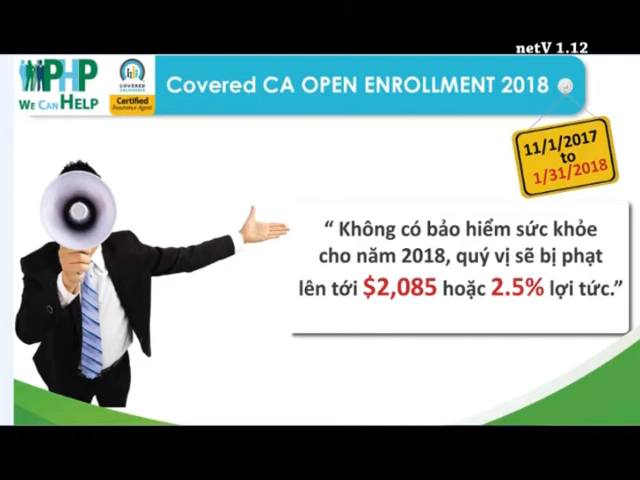 netV 1.12
PHP
WE CAN HELP
COVERED
CALIFORNIA
Certified
Insurance Agent
Covered CA OPEN ENROLLMENT 2018
11/1/2017
to
1/31/2018
“ Không có bảo hiểm sức khỏe
cho năm 2018, quý vị sẽ bị phạt
lên tới $2,085 hoặc 2.5% lợi tức.”